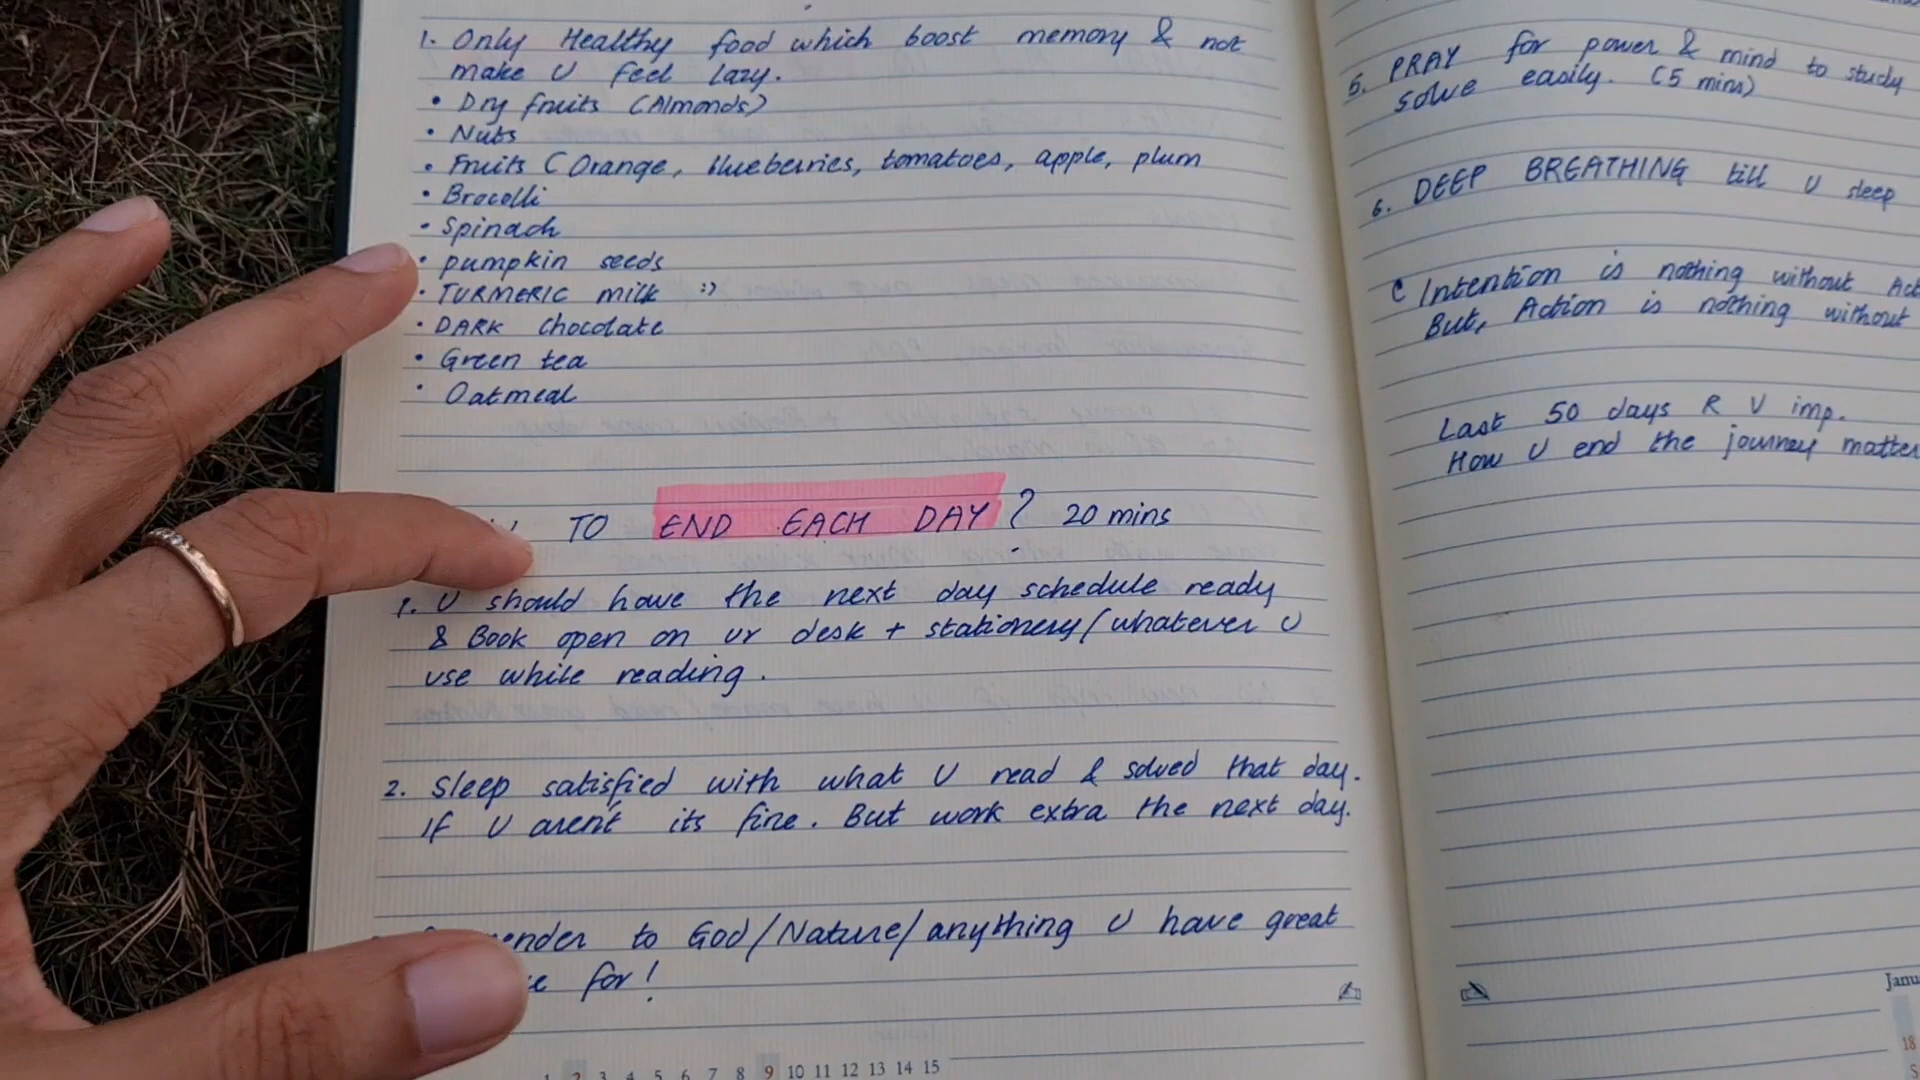 1. Only Healthy food which boost memory & not
make U feel lazy.
• Dry fruits (Almonds)
• Nuts
• Fruits ( Orange, blueberries, tomatoes, apple, plum
• Brocolli
• Spinach
• pumpkin seeds
• TURMERIC milk :)
• DARK chocolate
• Green tea
• Oatmeal
TO END EACH DAY? 20 mins
1. U should have the next day schedule ready
& Book open on ur desk + stationery/whatever U
use while reading.
2. Sleep satisfied with what U read & solved that day.
If U aren't its fine. But work extra the next day.
to God/Nature/anything U have great
for!
1 2 3 4 5 6 7 8 9 10 11 12 13 14 15
5. PRAY for power & mind to study
solve easily. (5 mins)
6. DEEP BREATHING till U sleep
Intention is nothing without
But, Action is nothing without
Last 50 days R V imp.
How U end the journey matter
18